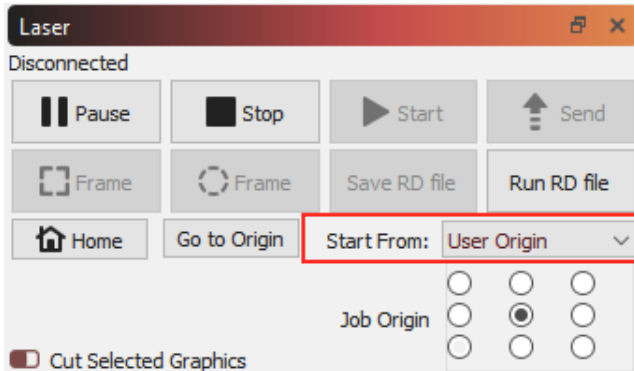 Laser
Disconnected
Pause Stop Start Send
Frame Frame Save RD file Run RD file
Home Go to Origin Start From: User Origin
Job Origin
Cut Selected Graphics